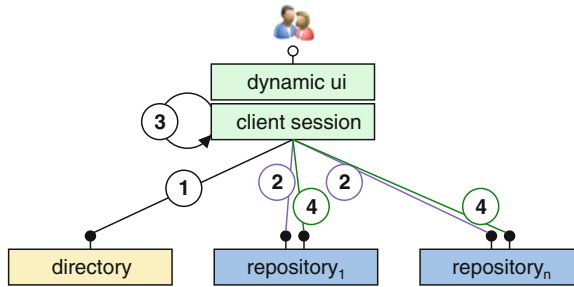 dynamic ui
client session
3
1
2
2
4
4
directory
repository₁
repositoryₙ